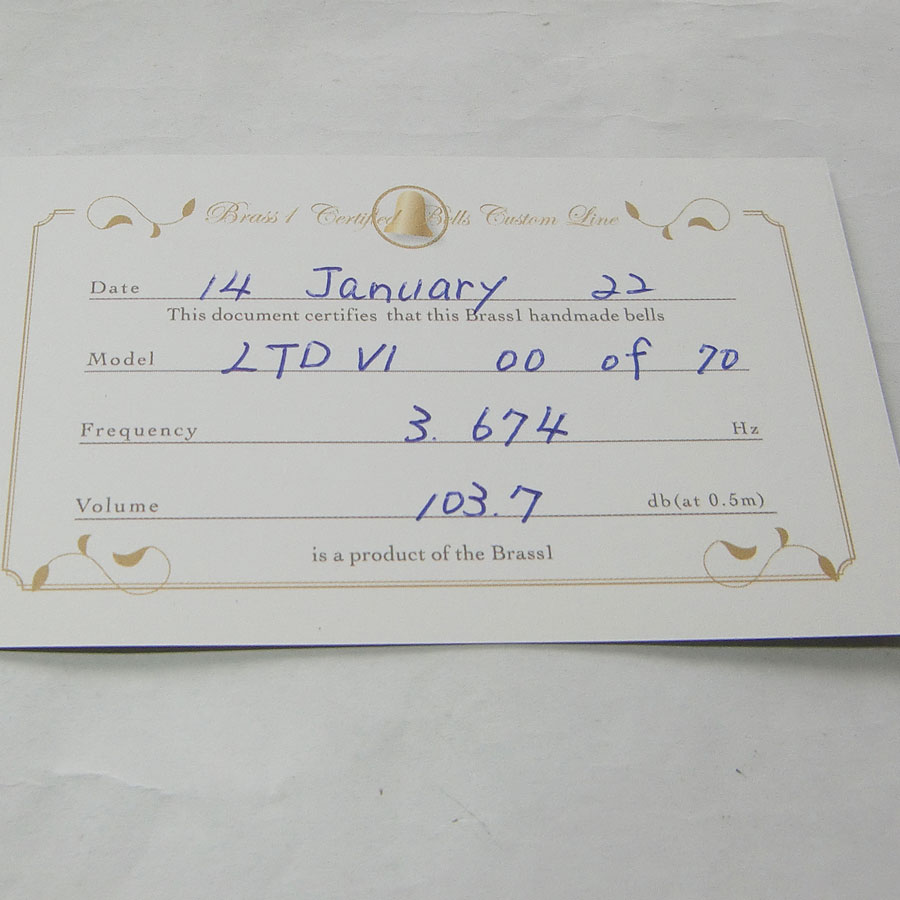 Brass 1 Certified Bells Custom Line
Date 14 January 22
This document certifies that this Brass1 handmade bells
Model LTD VI 00 of 70
Frequency 3. 674 Hz
Volume 103.7 db(at 0.5m)
is a product of the Brass1